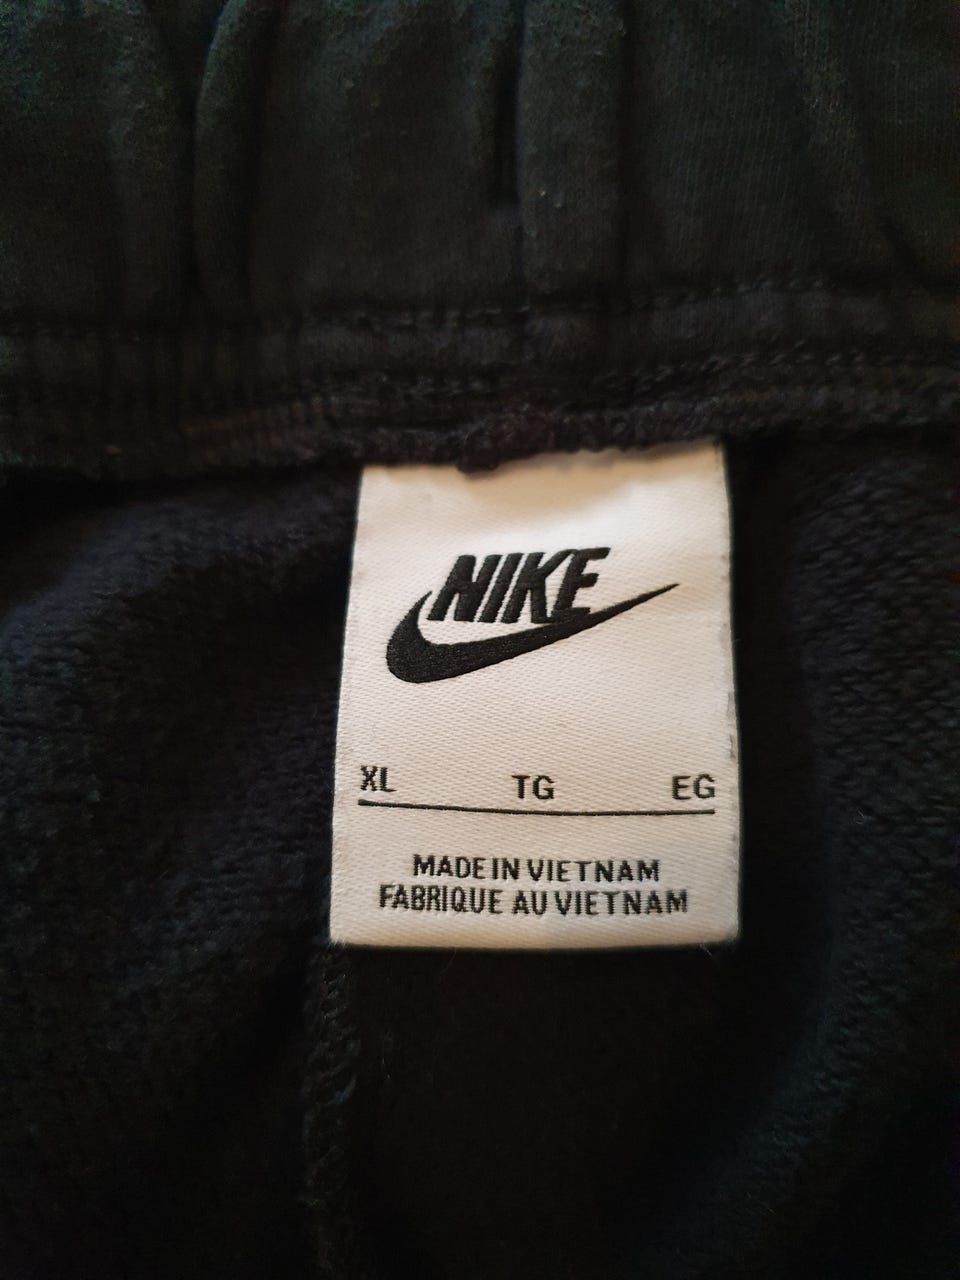 NIKE
XL TG EG
MADE IN VIETNAM
FABRIQUE AU VIETNAM